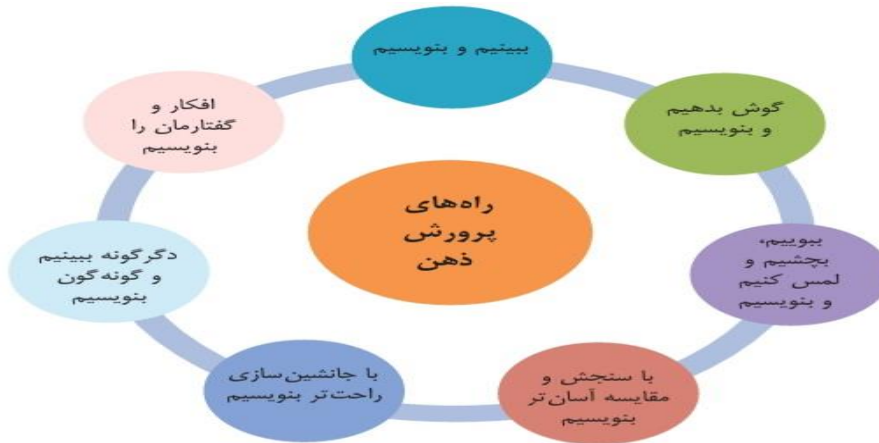 راه‌های
پرورش
ذهن
ببینیم و بنویسیم
گوش بدهیم
و بنویسیم
ببوییم،
بچشیم و
لمس کنیم
و بنویسیم
با سنجش و
مقایسه آسان‌تر
بنویسیم
با جانشین‌سازی
راحت‌تر بنویسیم
دگرگونه ببینیم
و گونه‌گون
بنویسیم
افکار و
گفتارمان را
بنویسیم